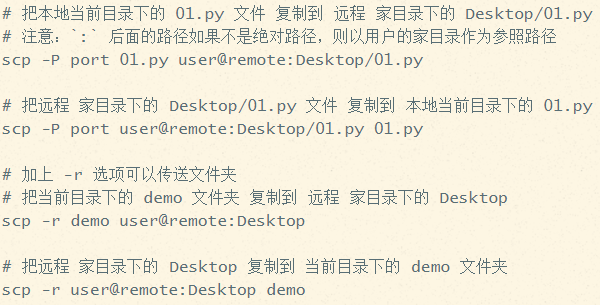 # 把本地当前目录下的 01.py 文件 复制到 远程 家目录下的 Desktop/01.py
# 注意：`:` 后面的路径如果不是绝对路径，则以用户的家目录作为参照路径
scp -P port 01.py user@remote:Desktop/01.py

# 把远程 家目录下的 Desktop/01.py 文件 复制到 本地当前目录下的 01.py
scp -P port user@remote:Desktop/01.py 01.py

# 加上 -r 选项可以传送文件夹
# 把当前目录下的 demo 文件夹 复制到 远程 家目录下的 Desktop
scp -r demo user@remote:Desktop

# 把远程 家目录下的 Desktop 复制到 当前目录下的 demo 文件夹
scp -r user@remote:Desktop demo